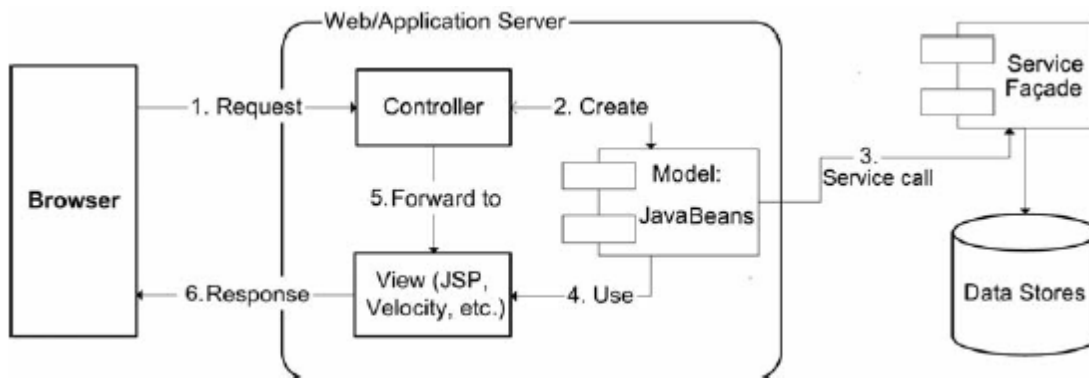 Web/Application Server
Browser
1. Request
Controller
2. Create
Service
Façade
5.Forward to
Model:
JavaBeans
3.
Service call
6.Response
View (JSP,
Velocity, etc.)
4. Use
Data Stores